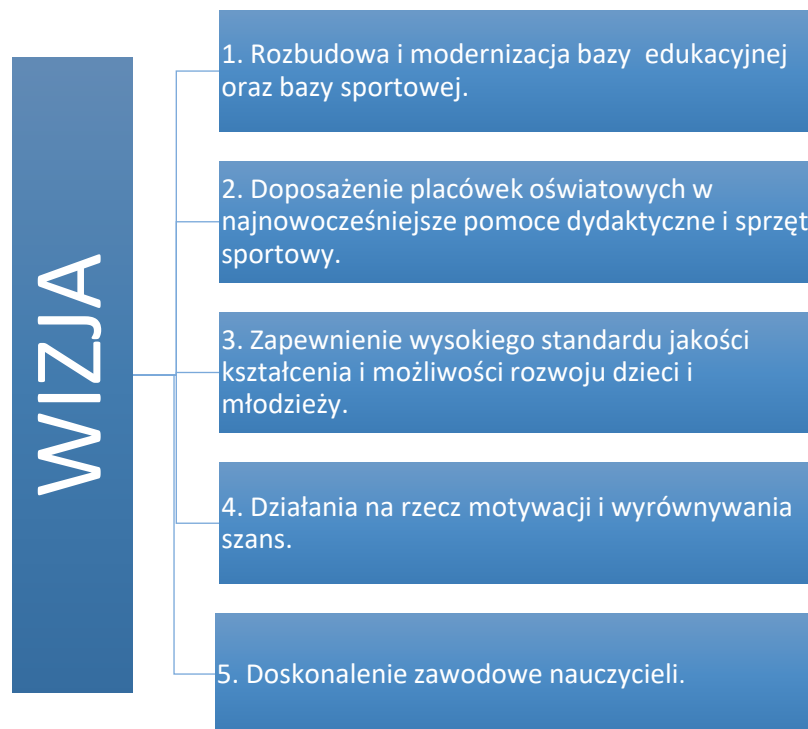 WIZJA
1. Rozbudowa i modernizacja bazy  edukacyjnej
oraz bazy sportowej.
2. Doposażenie placówek oświatowych w
najnowocześniejsze pomoce dydaktyczne i sprzęt
sportowy.
3. Zapewnienie wysokiego standardu jakości
kształcenia i możliwości rozwoju dzieci i
młodzieży.
4. Działania na rzecz motywacji i wyrównywania
szans.
5. Doskonalenie zawodowe nauczycieli.